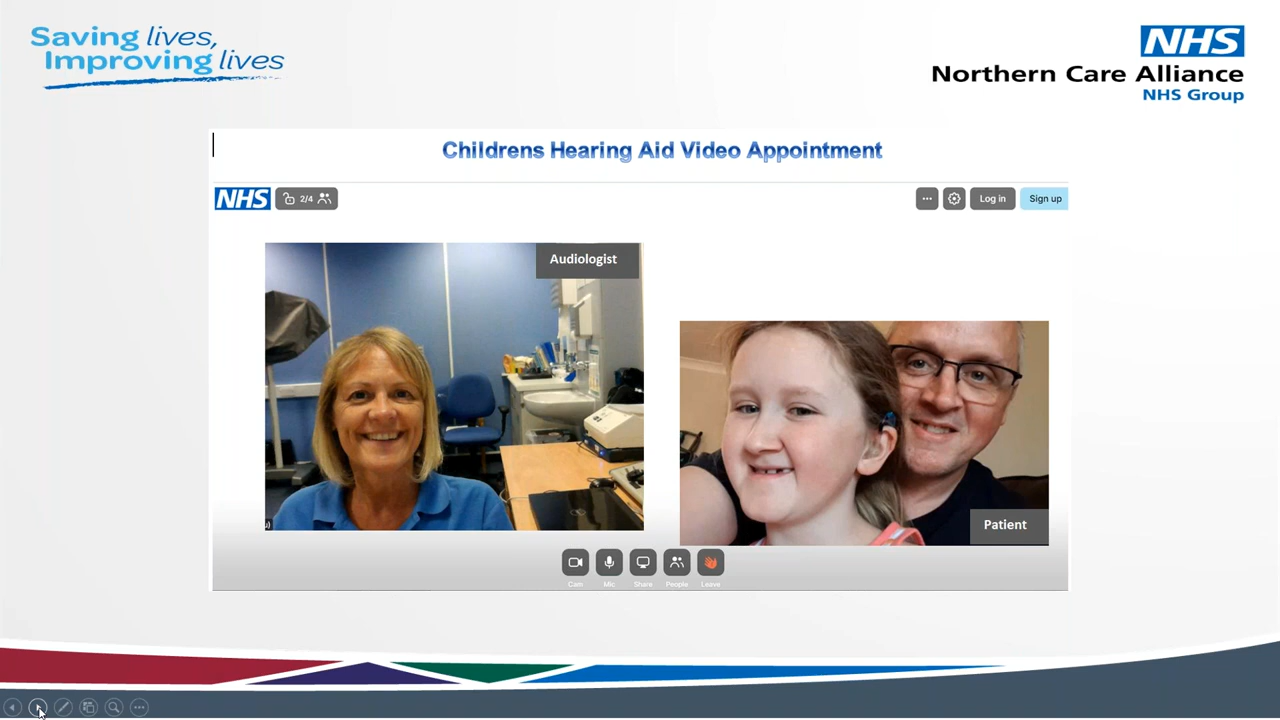 Saving lives,
Improving lives
NHS
Northern Care Alliance
NHS Group
Childrens Hearing Aid Video Appointment
NHS
2/4
Log in
Sign up
Audiologist
Patient
Cam
Mic
Share
People
Leave